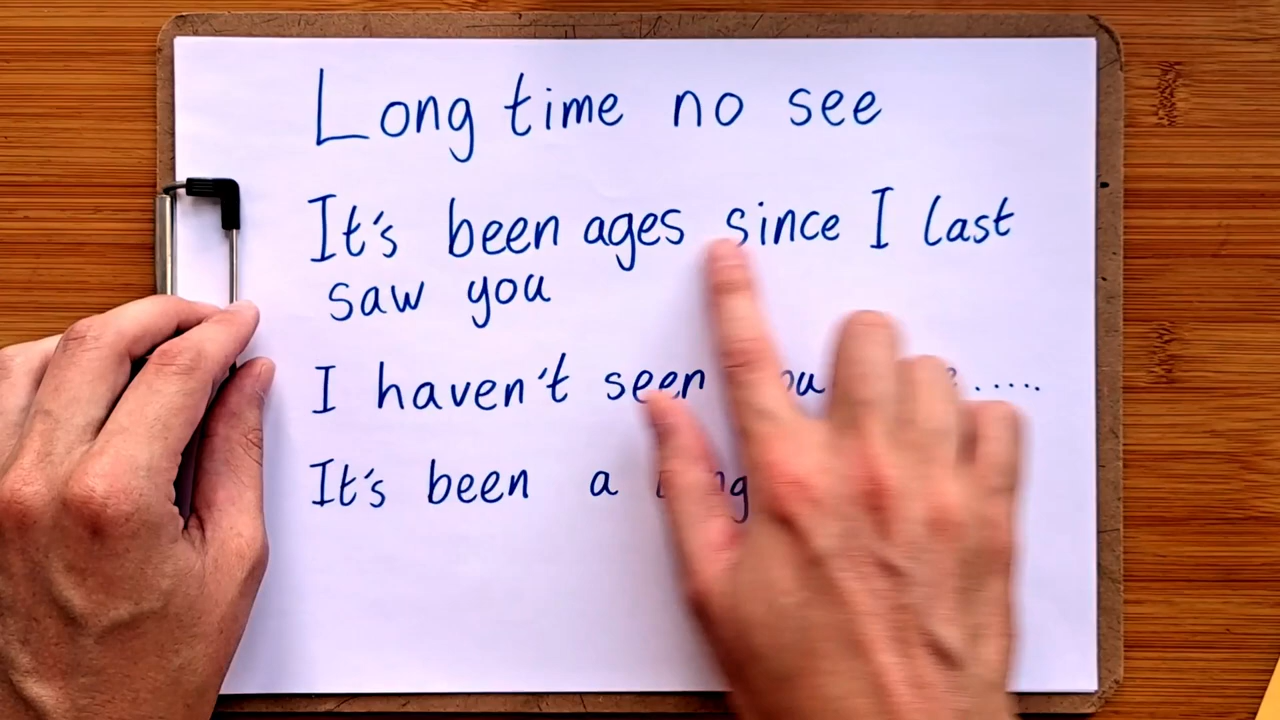 Long time no see
It's been ages since I last
saw you
I haven't seen .....
It's been a